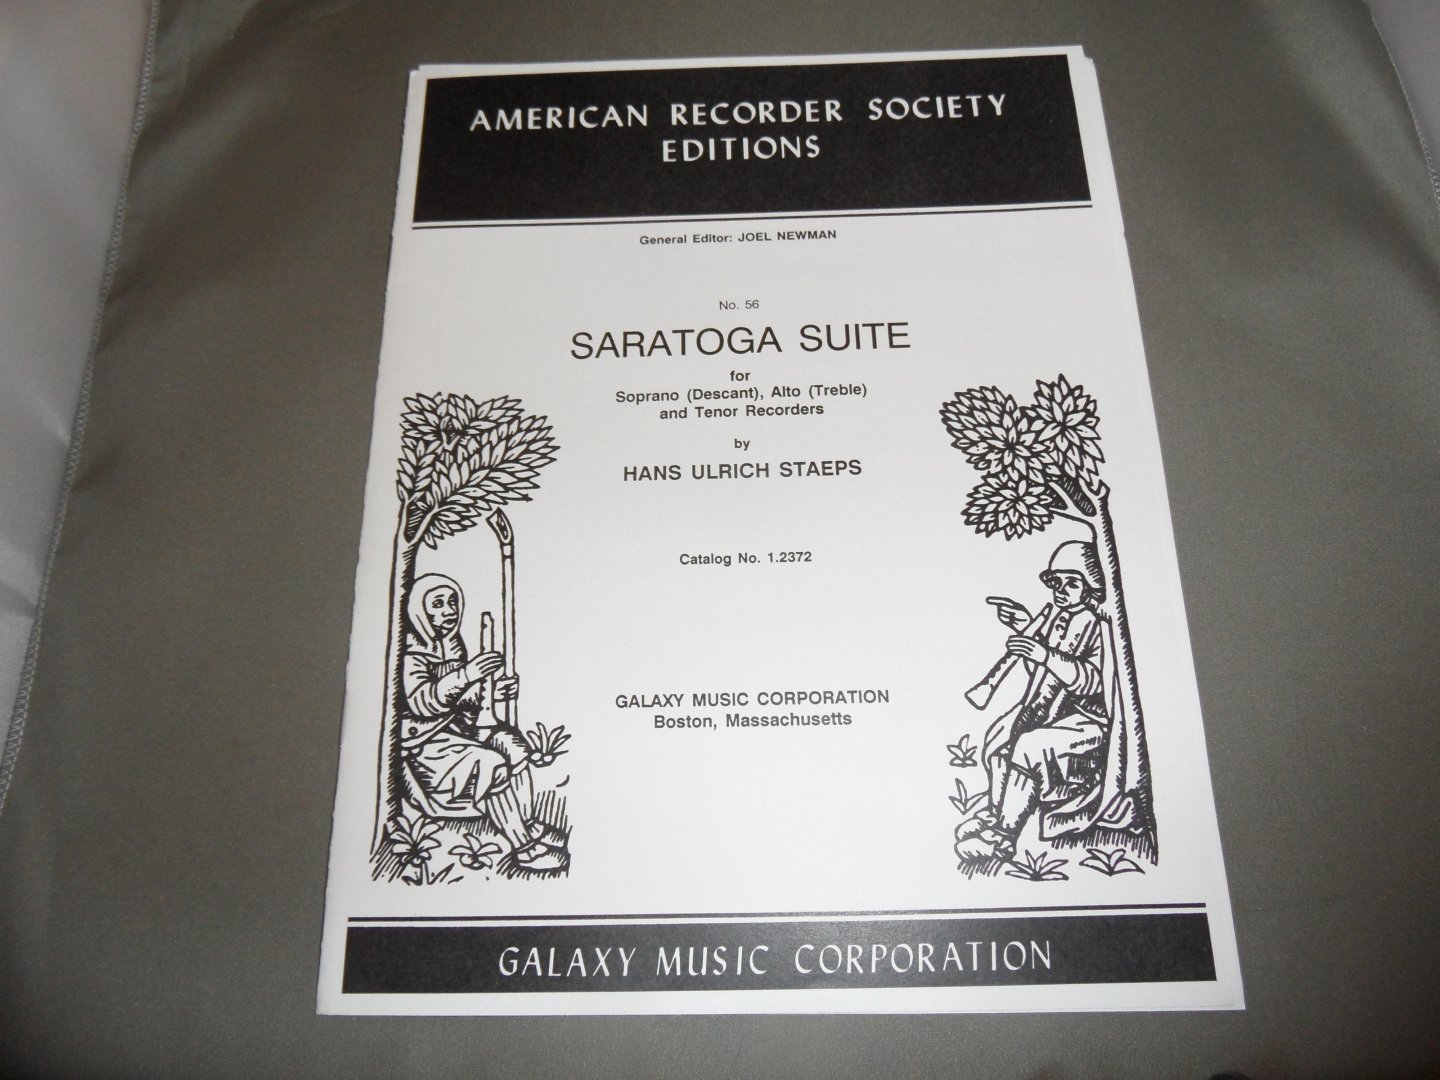 AMERICAN RECORDER SOCIETY
EDITIONS
General Editor: JOEL NEWMAN
No. 56
SARATOGA SUITE
for
Soprano (Descant), Alto (Treble)
and Tenor Recorders
by
HANS ULRICH STAEPS
Catalog No. 1.2372
GALAXY MUSIC CORPORATION
Boston, Massachusetts
GALAXY MUSIC CORPORATION